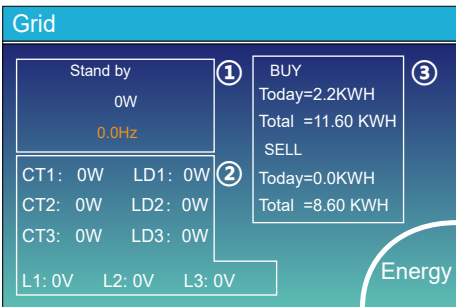 Grid
Stand by
0W
0.0Hz
①
CT1: 0W LD1: 0W
CT2: 0W LD2: 0W
CT3: 0W LD3: 0W
L1: 0V L2: 0V L3: 0V
②
BUY
Today=2.2KWH
Total =11.60 KWH
SELL
Today=0.0KWH
Total =8.60 KWH
③
Energy